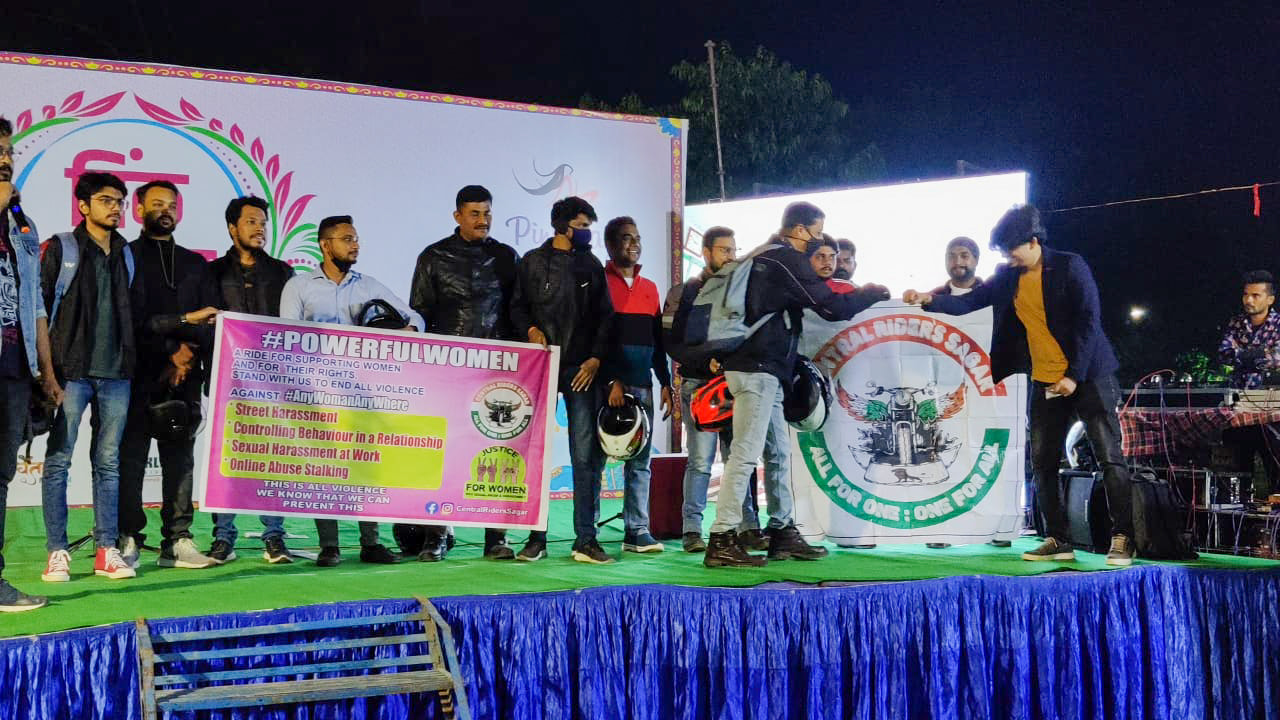 #POWERFULWOMEN
A RIDE FOR SUPPORTING WOMEN
AND FOR THEIR RIGHTS
STAND WITH US TO END ALL VIOLENCE
AGAINST #AnyWomanAnyWhere
* Street Harassment
* Controlling Behaviour in a Relationship
* Sexual Harassment at Work
* Online Abuse Stalking
THIS IS ALL VIOLENCE
WE KNOW THAT WE CAN
PREVENT THIS
JUSTICE
FOR WOMEN
CentralRidersSagar
RIDERS SAGAR
ALL FOR ONE : ONE FOR ALL